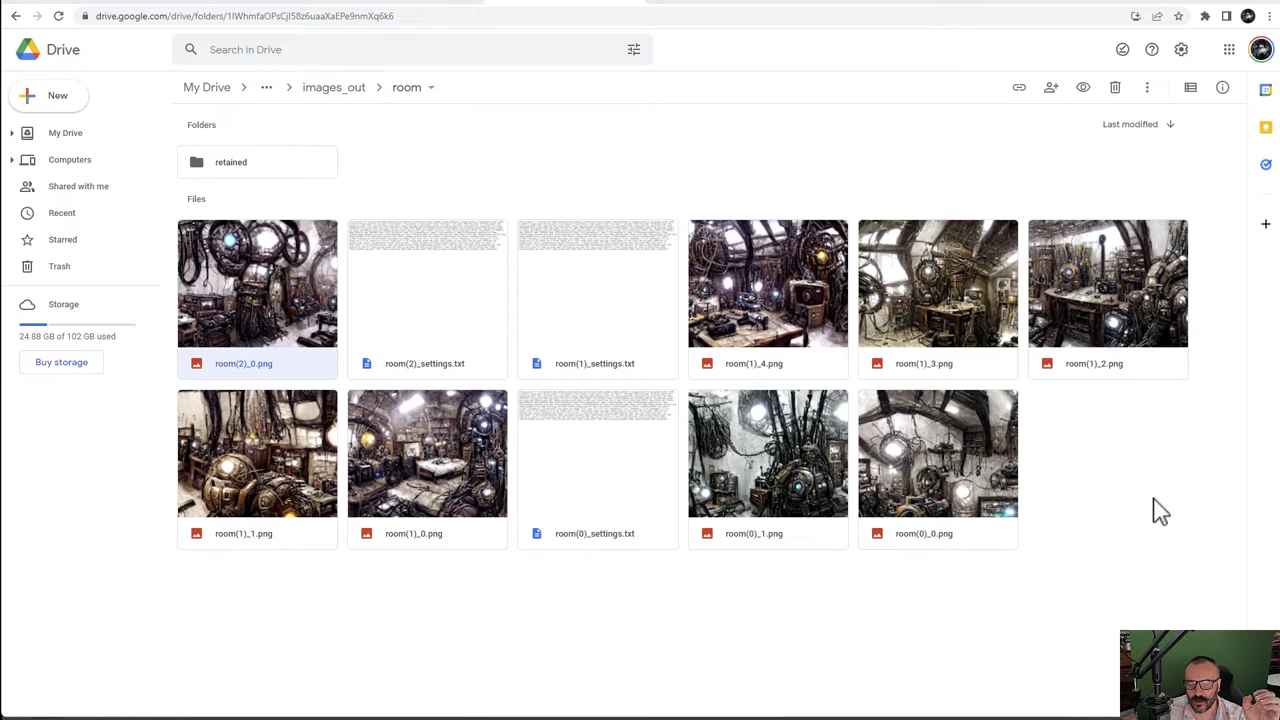 drive.google.com/drive/folders/1IWhmfaOPsCjI58z6uaaXaEPe9nmXq6k6
Drive
Search in Drive
New
My Drive
Computers
Shared with me
Recent
Starred
Trash
Storage
24.88 GB of 102 GB used
Buy storage
My Drive
images_out
room
Folders
Last modified
retained
Files
room(2)_0.png
room(2)_settings.txt
room(1)_settings.txt
room(1)_4.png
room(1)_3.png
room(1)_2.png
room(1)_1.png
room(1)_0.png
room(0)_settings.txt
room(0)_1.png
room(0)_0.png